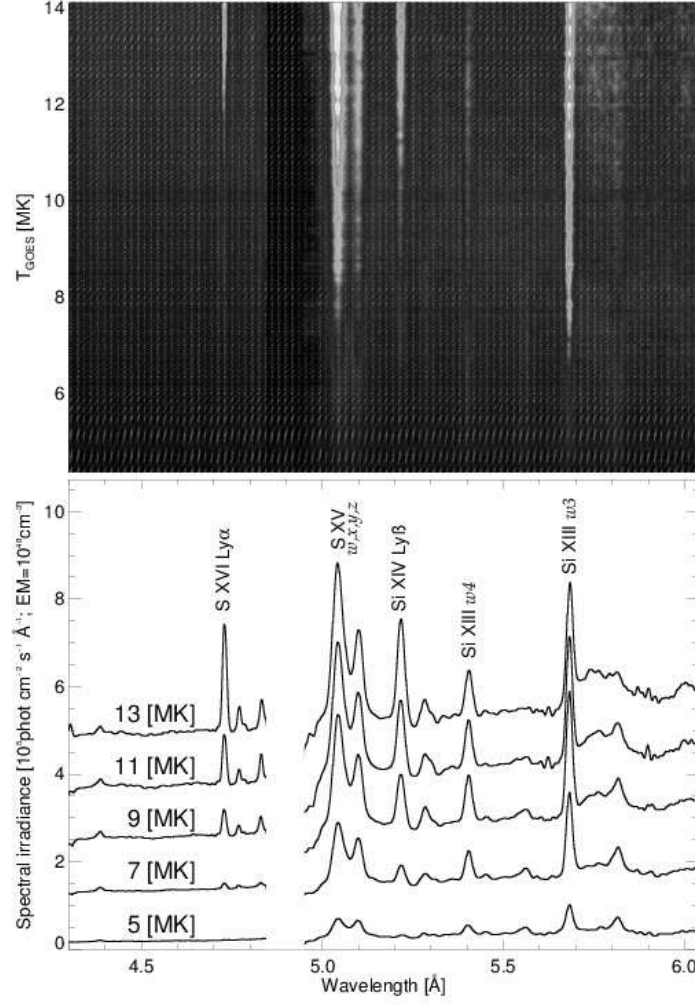 14
12
10
8
6
T_GOES [MK]
10
8
6
4
2
0
Spectral irradiance [10⁵phot cm⁻² s⁻¹ Å⁻¹; EM=10⁴⁸cm⁻³]
S XVI Lyα
S XV
w,x,y,z
Si XIV Lyβ
Si XIII w4
Si XIII w3
13 [MK]
11 [MK]
9 [MK]
7 [MK]
5 [MK]
4.5
5.0
5.5
6.0
Wavelength [Å]